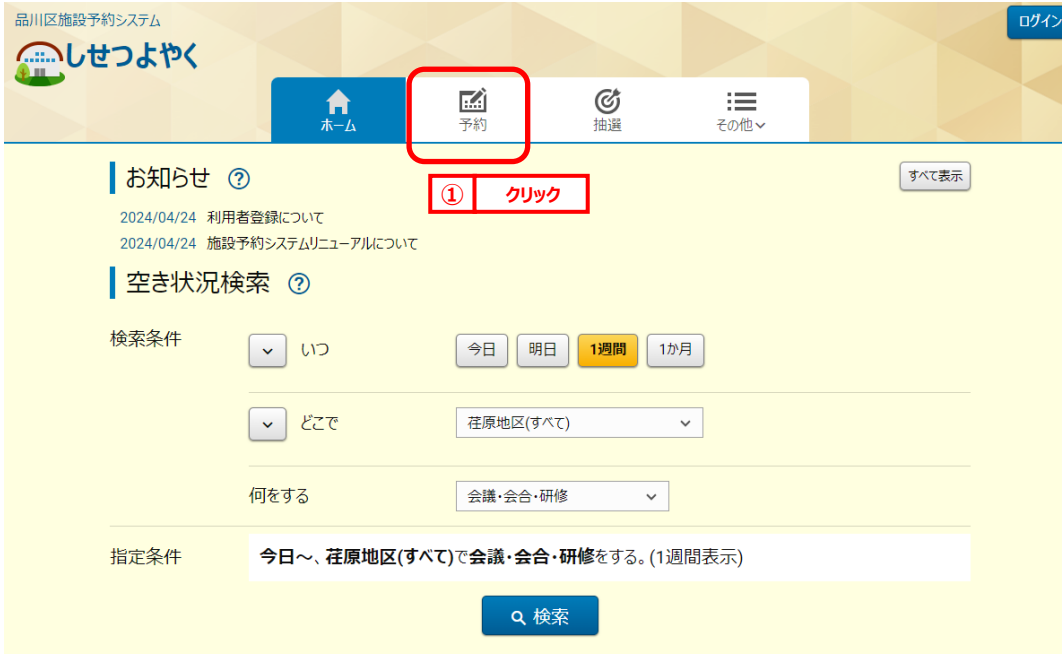 品川区施設予約システム
ログイン
しせつよやく
ホーム
予約
抽選
その他
お知らせ ?
すべて表示
① クリック
2024/04/24 利用者登録について
2024/04/24 施設予約システムリニューアルについて
空き状況検索 ?
検索条件 いつ 今日 明日 1週間 1か月
どこで 荏原地区(すべて)
何をする 会議・会合・研修
指定条件 今日～、荏原地区(すべて)で会議・会合・研修をする。(1週間表示)
検索